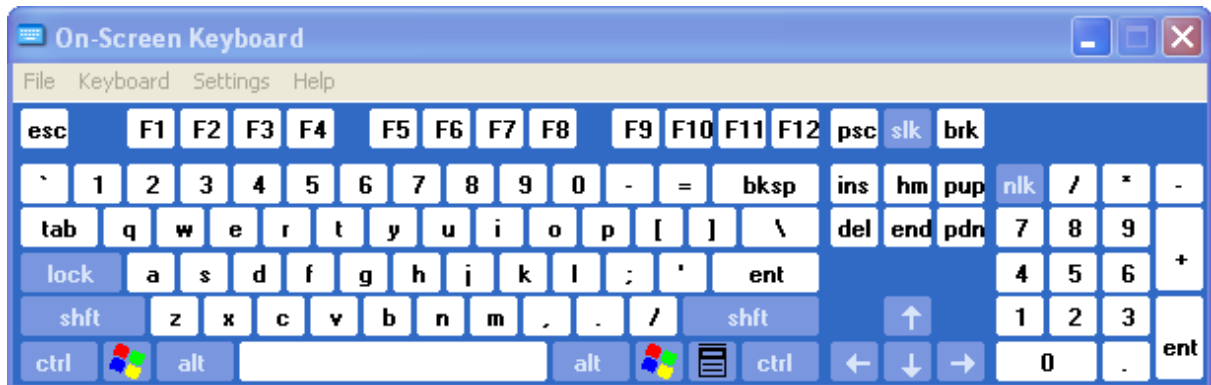 On-Screen Keyboard
File Keyboard Settings Help
esc F1 F2 F3 F4 F5 F6 F7 F8 F9 F10 F11 F12 psc slk brk
` 1 2 3 4 5 6 7 8 9 0 - = bksp ins hm pup nlk / * -
tab q w e r t y u i o p [ ] \ del end pdn 7 8 9 +
lock a s d f g h j k l ; ' ent 4 5 6
shft z x c v b n m , . / shft ↑ 1 2 3 ent
ctrl alt alt ctrl ← ↓ → 0 .